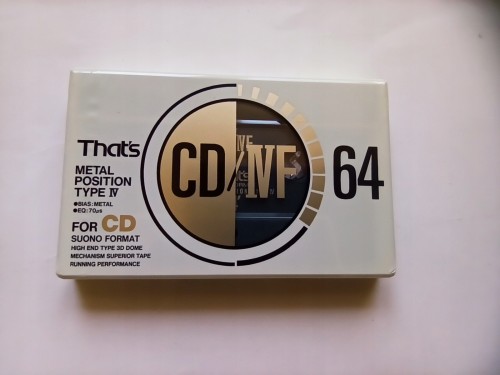 That's
METAL
POSITION
TYPE Ⅳ
●BIAS:METAL
●EQ:70μs
FOR CD
SUONO FORMAT
HIGH END TYPE 3D DOME
MECHANISM SUPERIOR TAPE
RUNNING PERFORMANCE
CD/ⅣF
64